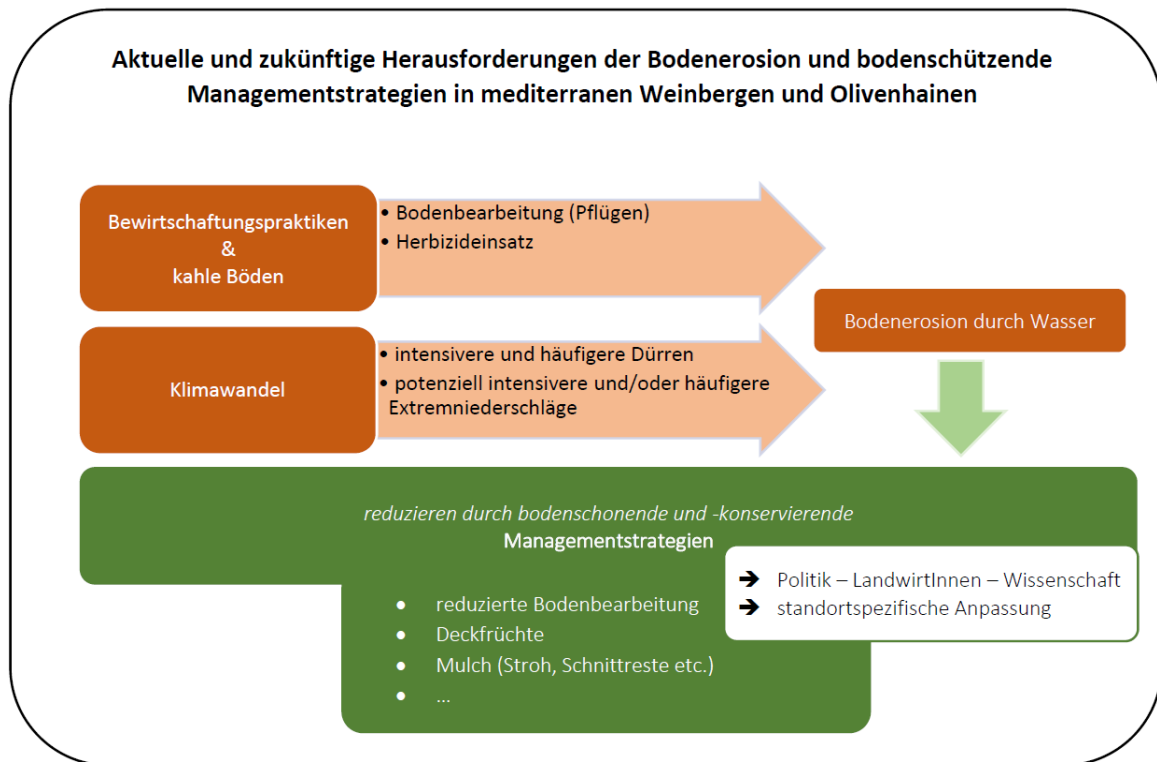 Aktuelle und zukünftige Herausforderungen der Bodenerosion und bodenschützende
Managementstrategien in mediterranen Weinbergen und Olivenhainen
Bewirtschaftungspraktiken
&
kahle Böden
• Bodenbearbeitung (Pflügen)
• Herbizideinsatz
Klimawandel
• intensivere und häufigere Dürren
• potenziell intensivere und/oder häufigere
Extremniederschläge
Bodenerosion durch Wasser
reduzieren durch bodenschonende und -konservierende
Managementstrategien
➔ Politik – LandwirtInnen – Wissenschaft
➔ standortspezifische Anpassung
● reduzierte Bodenbearbeitung
● Deckfrüchte
● Mulch (Stroh, Schnittreste etc.)
● ...